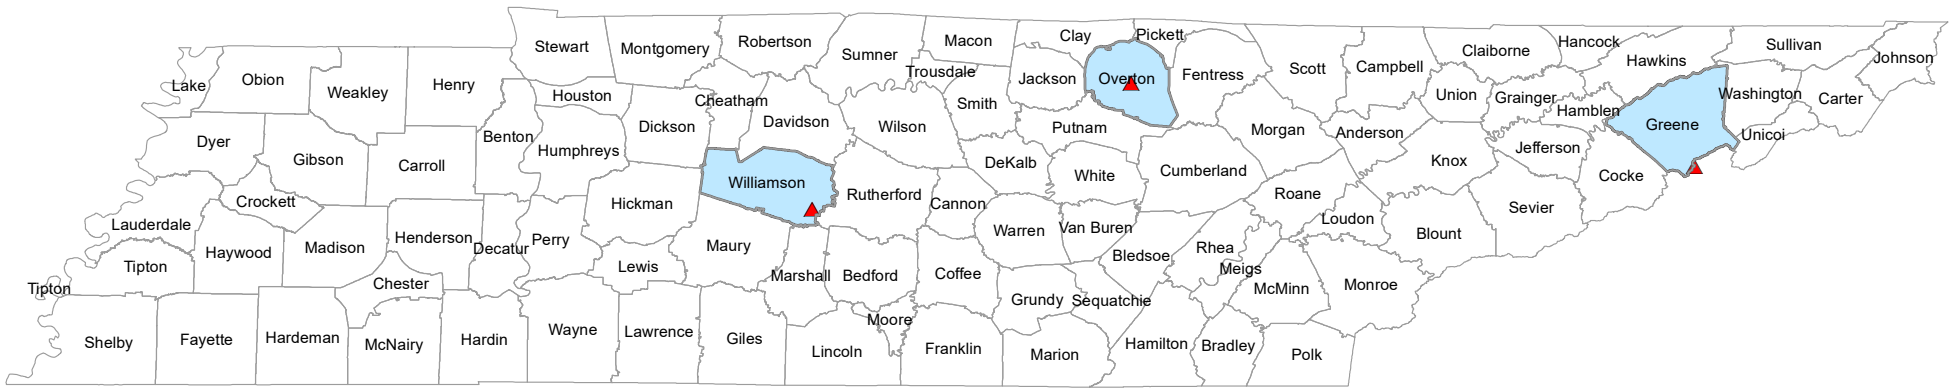 Stewart
Montgomery
Robertson
Sumner
Macon
Clay
Pickett
Claiborne
Hancock
Sullivan
Johnson
Lake
Obion
Weakley
Henry
Houston
Trousdale
Jackson
Overton
Fentress
Scott
Campbell
Hawkins
Union
Grainger
Hamblen
Washington
Carter
Cheatham
Smith
Dickson
Davidson
Wilson
Putnam
Morgan
Anderson
Greene
Unicoi
Dyer
Gibson
Carroll
Benton
Humphreys
Williamson
DeKalb
White
Cumberland
Knox
Jefferson
Cocke
Crockett
Hickman
Rutherford
Cannon
Roane
Loudon
Sevier
Lauderdale
Haywood
Madison
Henderson
Decatur
Perry
Maury
Warren
Van Buren
Bledsoe
Rhea
Blount
Tipton
Tipton
Chester
Lewis
Marshall
Bedford
Coffee
Grundy
Sequatchie
Meigs
McMinn
Monroe
Shelby
Fayette
Hardeman
McNairy
Hardin
Wayne
Lawrence
Giles
Moore
Lincoln
Franklin
Marion
Hamilton
Bradley
Polk